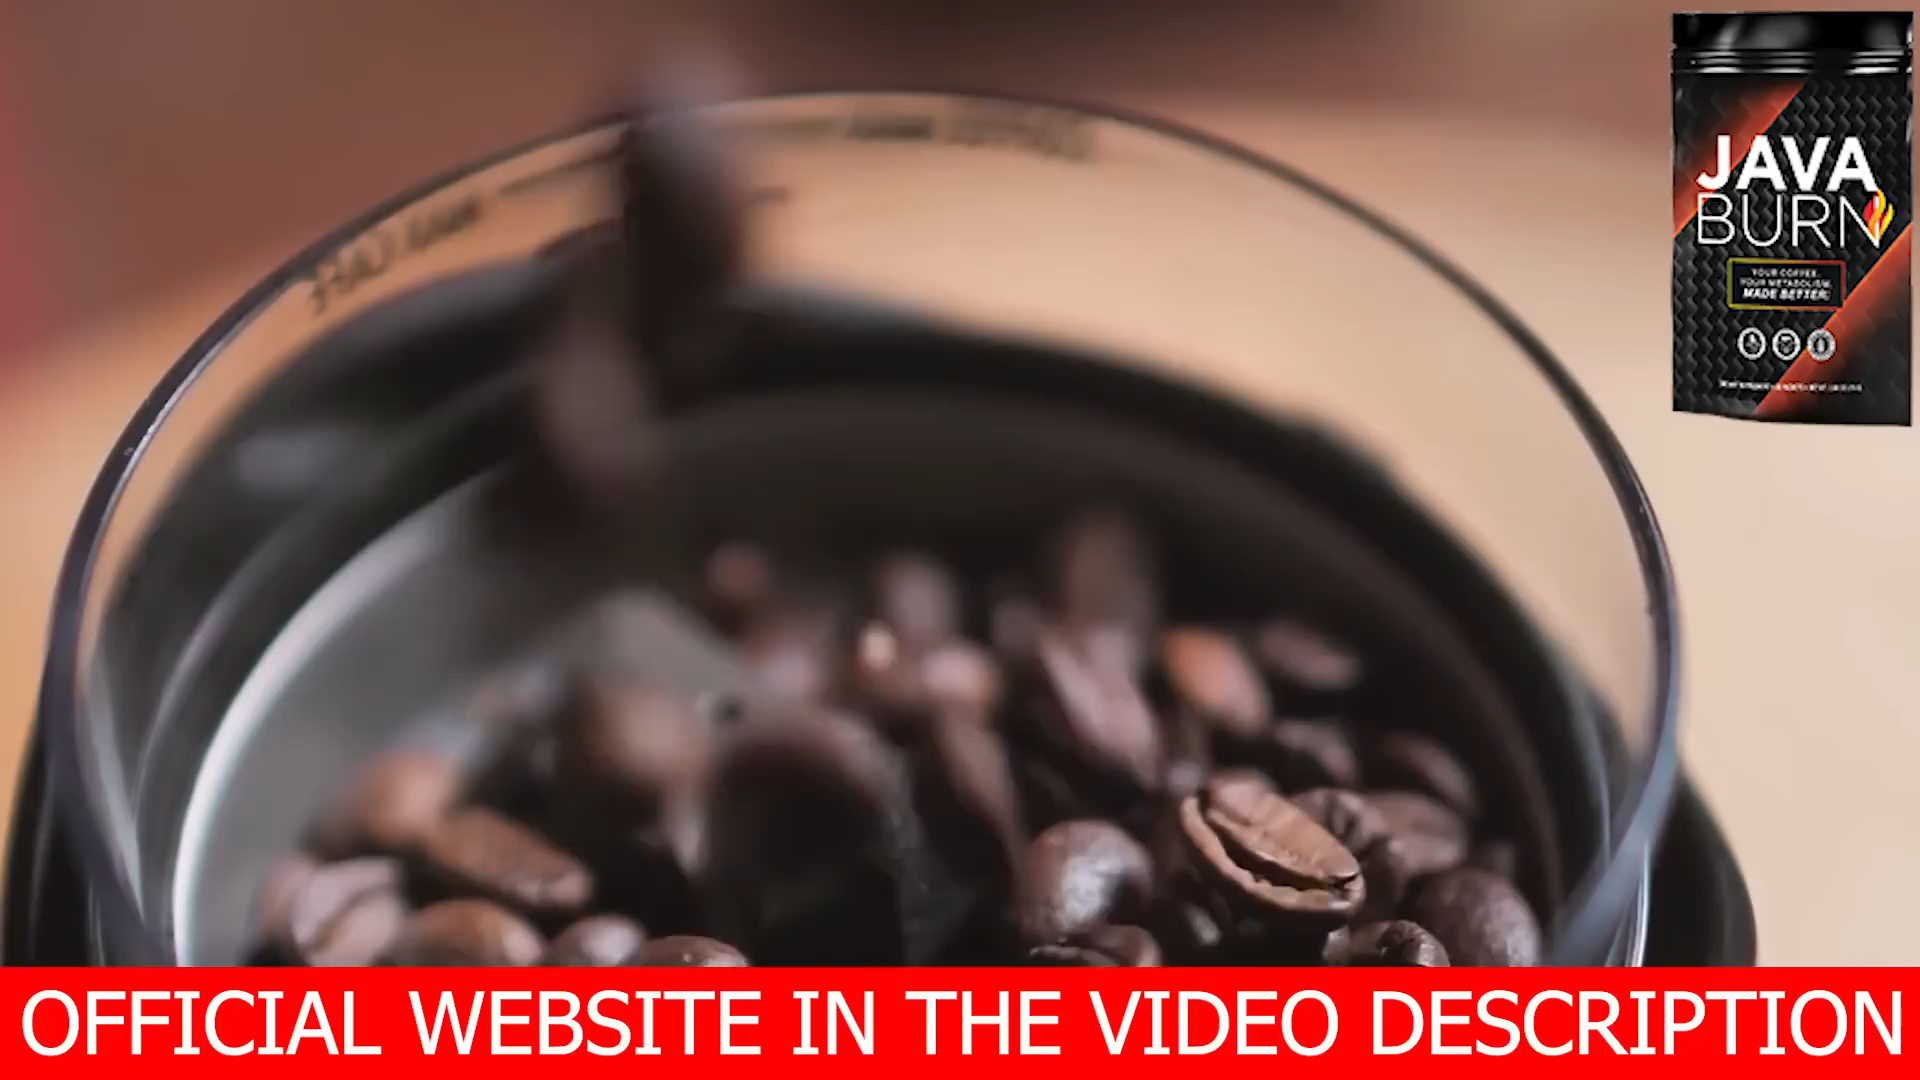 JAVA
BURN
YOUR COFFEE.
YOUR METABOLISM.
MADE BETTER.
OFFICIAL WEBSITE IN THE VIDEO DESCRIPTION